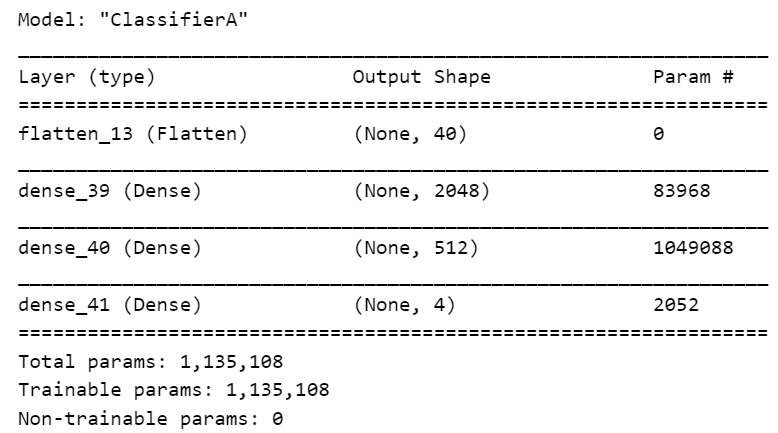 Model: "ClassifierA"
_________________________________________________________________
Layer (type)                 Output Shape              Param #
=================================================================
flatten_13 (Flatten)         (None, 40)                0
_________________________________________________________________
dense_39 (Dense)             (None, 2048)              83968
_________________________________________________________________
dense_40 (Dense)             (None, 512)               1049088
_________________________________________________________________
dense_41 (Dense)             (None, 4)                 2052
=================================================================
Total params: 1,135,108
Trainable params: 1,135,108
Non-trainable params: 0